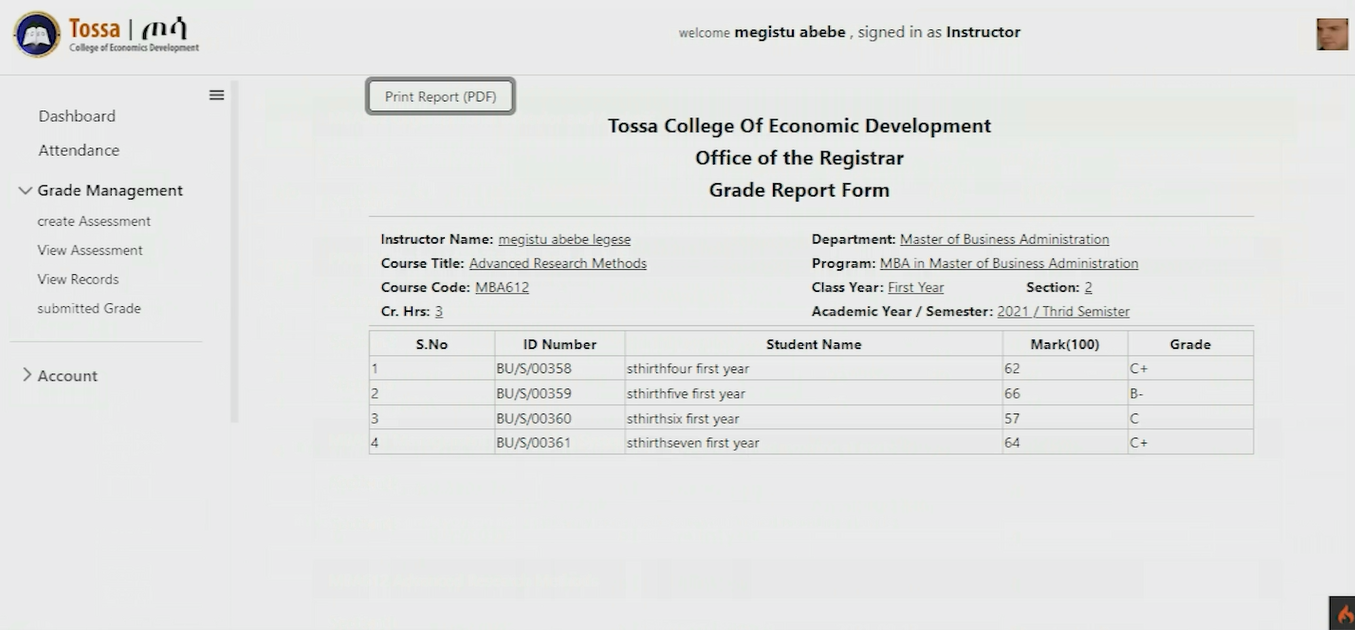 Tossa | ጦሳ
College of Economics Development
welcome megistu abebe , signed in as Instructor
Dashboard
Attendance
Grade Management
create Assessment
View Assessment
View Records
submitted Grade
Account
Print Report (PDF)
Tossa College Of Economic Development
Office of the Registrar
Grade Report Form
Instructor Name: megistu abebe legese
Department: Master of Business Administration
Course Title: Advanced Research Methods
Program: MBA in Master of Business Administration
Course Code: MBA612
Class Year: First Year Section: 2
Cr. Hrs: 3
Academic Year / Semester: 2021 / Thrid Semister
S.No ID Number Student Name Mark(100) Grade
1 BU/S/00358 sthirthfour first year 62 C+
2 BU/S/00359 sthirthfive first year 66 B-
3 BU/S/00360 sthirthsix first year 57 C
4 BU/S/00361 sthirthseven first year 64 C+